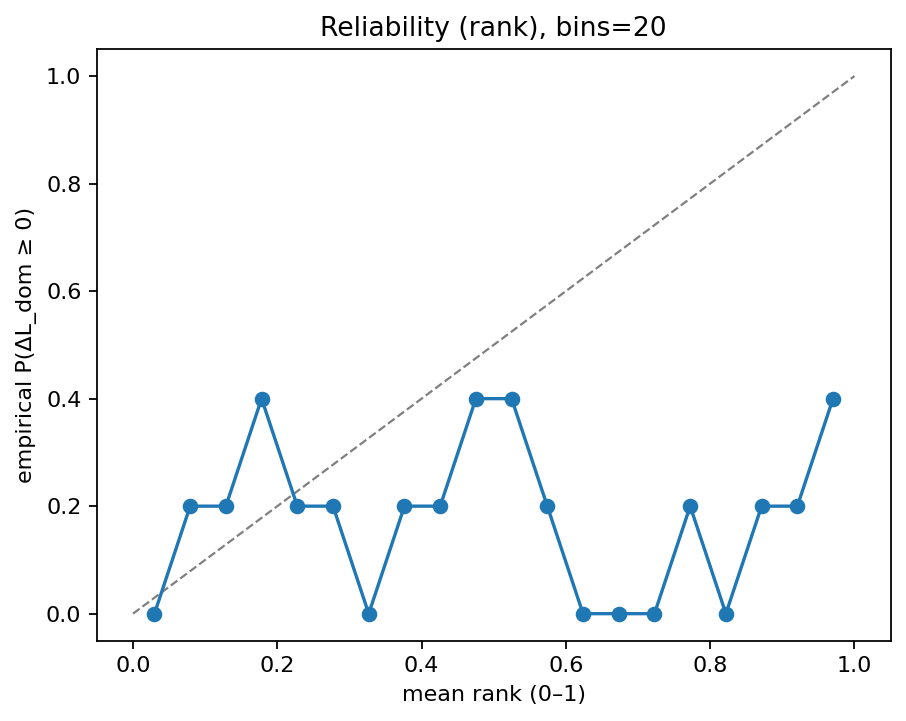 Reliability (rank), bins=20
empirical P(ΔL_dom ≥ 0)
1.0
0.8
0.6
0.4
0.2
0.0
0.0 0.2 0.4 0.6 0.8 1.0
mean rank (0–1)